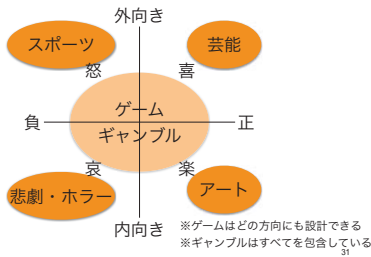 外向き
スポーツ
芸能
怒
喜
ゲーム
負
正
ギャンブル
哀
楽
悲劇・ホラー
アート
内向き
※ゲームはどの方向にも設計できる
※ギャンブルはすべてを包含している
31